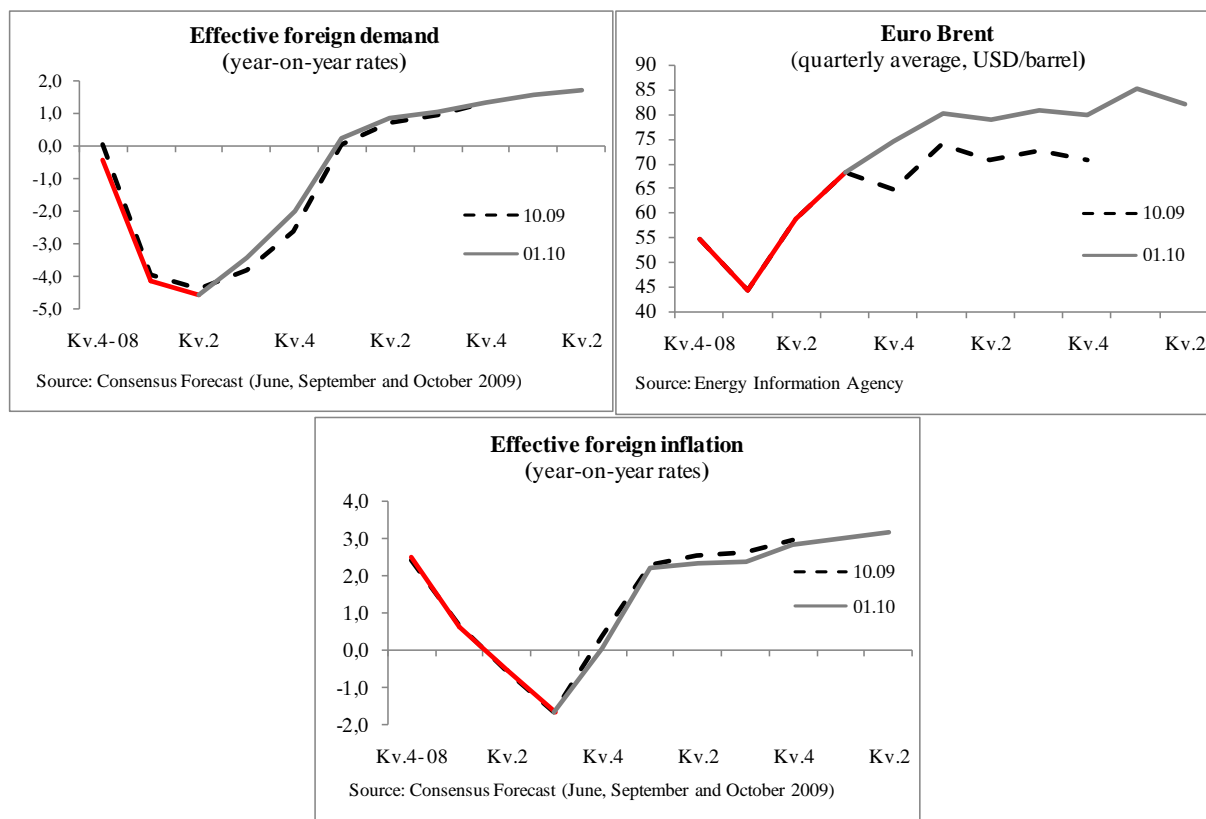 Effective foreign demand
(year-on-year rates)
2,0
1,0
0,0
-1,0
-2,0
-3,0
-4,0
-5,0
10.09
01.10
Kv.4-08 Kv.2 Kv.4 Kv.2 Kv.4 Kv.2
Source: Consensus Forecast (June, September and October 2009)
Euro Brent
(quarterly average, USD/barrel)
90
85
80
75
70
65
60
55
50
45
40
10.09
01.10
Kv.4-08 Kv.2 Kv.4 Kv.2 Kv.4 Kv.2
Source: Energy Information Agency
Effective foreign inflation
(year-on-year rates)
4,0
3,0
2,0
1,0
0,0
-1,0
-2,0
10.09
01.10
Kv.4-08 Kv.2 Kv.4 Kv.2 Kv.4 Kv.2
Source: Consensus Forecast (June, September and October 2009)